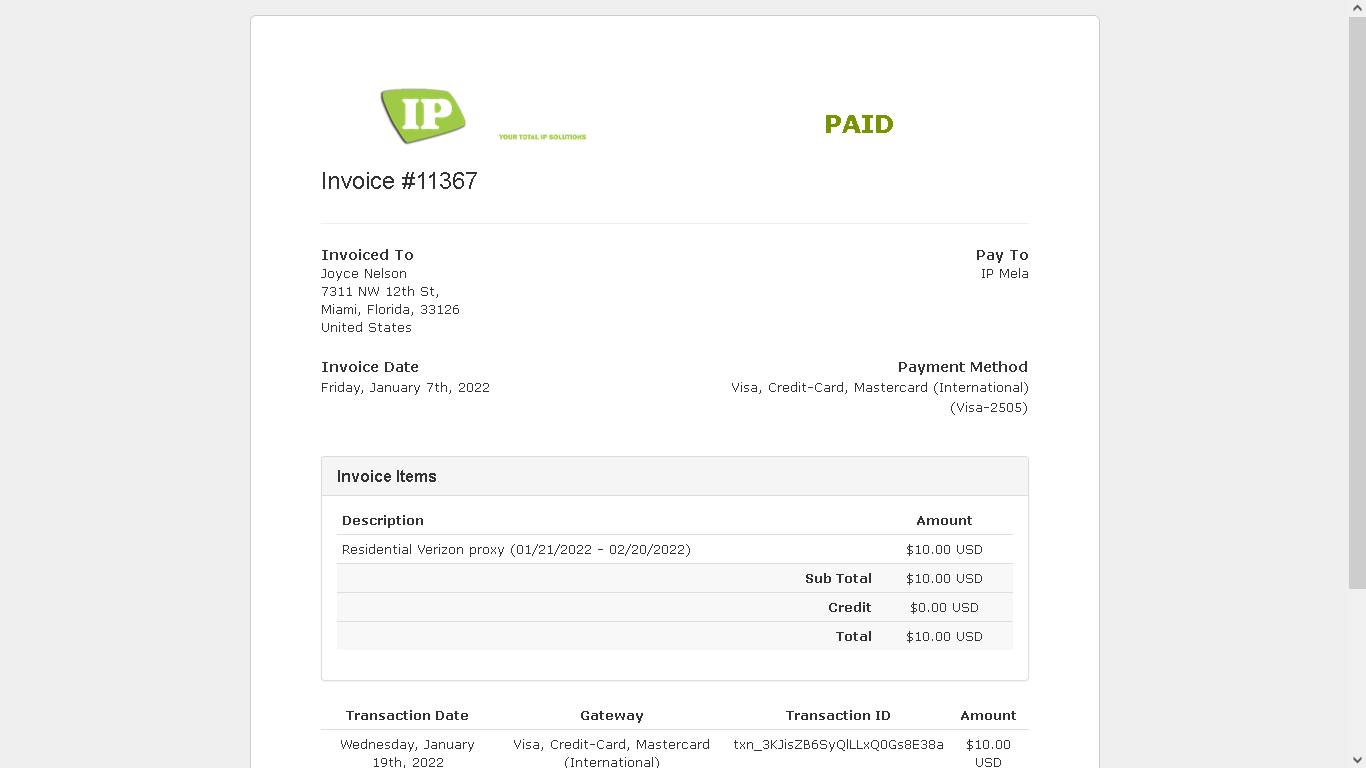 IP
YOUR TOTAL IP SOLUTIONS
PAID
Invoice #11367
Invoiced To
Joyce Nelson
7311 NW 12th St,
Miami, Florida, 33126
United States
Pay To
IP Mela
Invoice Date
Friday, January 7th, 2022
Payment Method
Visa, Credit-Card, Mastercard (International)
(Visa-2505)
Invoice Items
Description Amount
Residential Verizon proxy (01/21/2022 - 02/20/2022) $10.00 USD
Sub Total $10.00 USD
Credit $0.00 USD
Total $10.00 USD
Transaction Date Gateway Transaction ID Amount
Wednesday, January Visa, Credit-Card, Mastercard txn_3KJisZB6SyQlLLxQ0Gs8E38a $10.00
19th, 2022 (International) USD